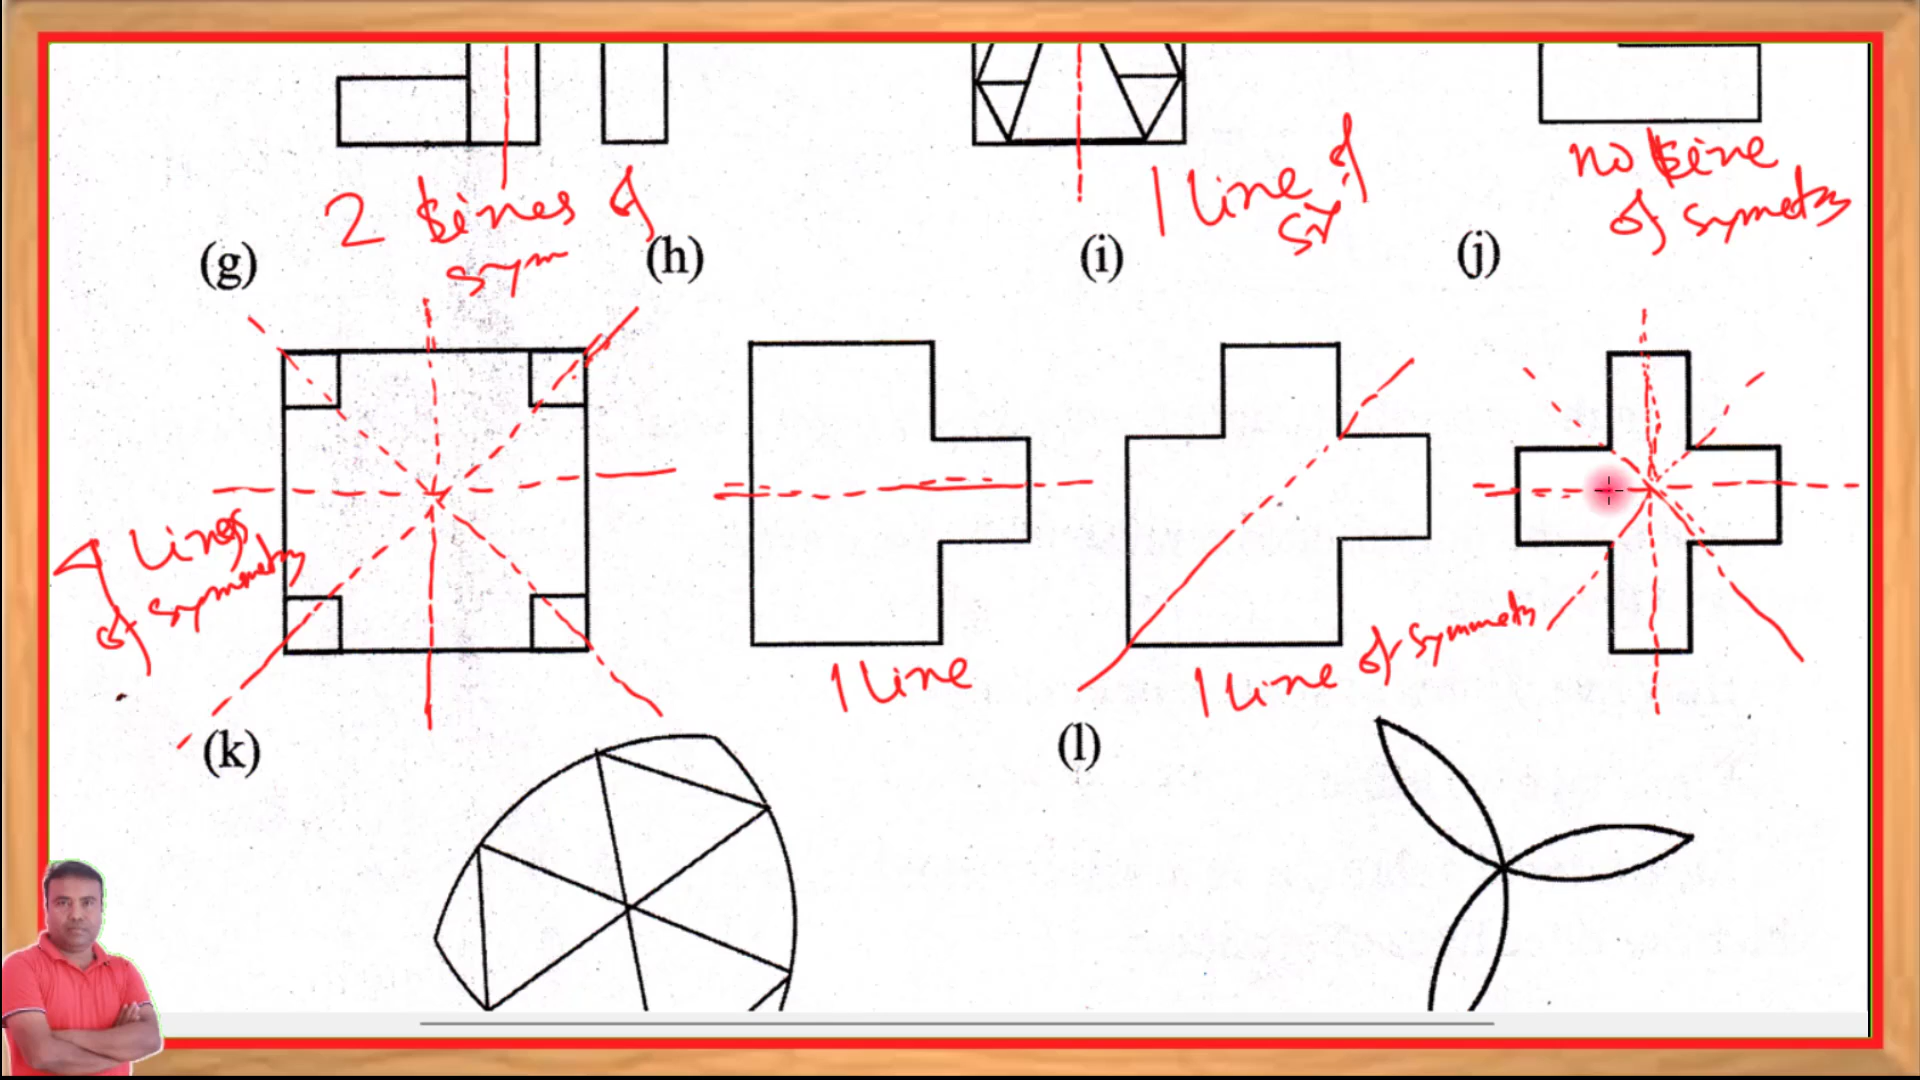 2 lines of
sym
1 line of
sy
no line
of symetry
(g)
(h)
(i)
(j)
4 lines
of symmetry
1 line
1 line of symmetry
(k)
(l)